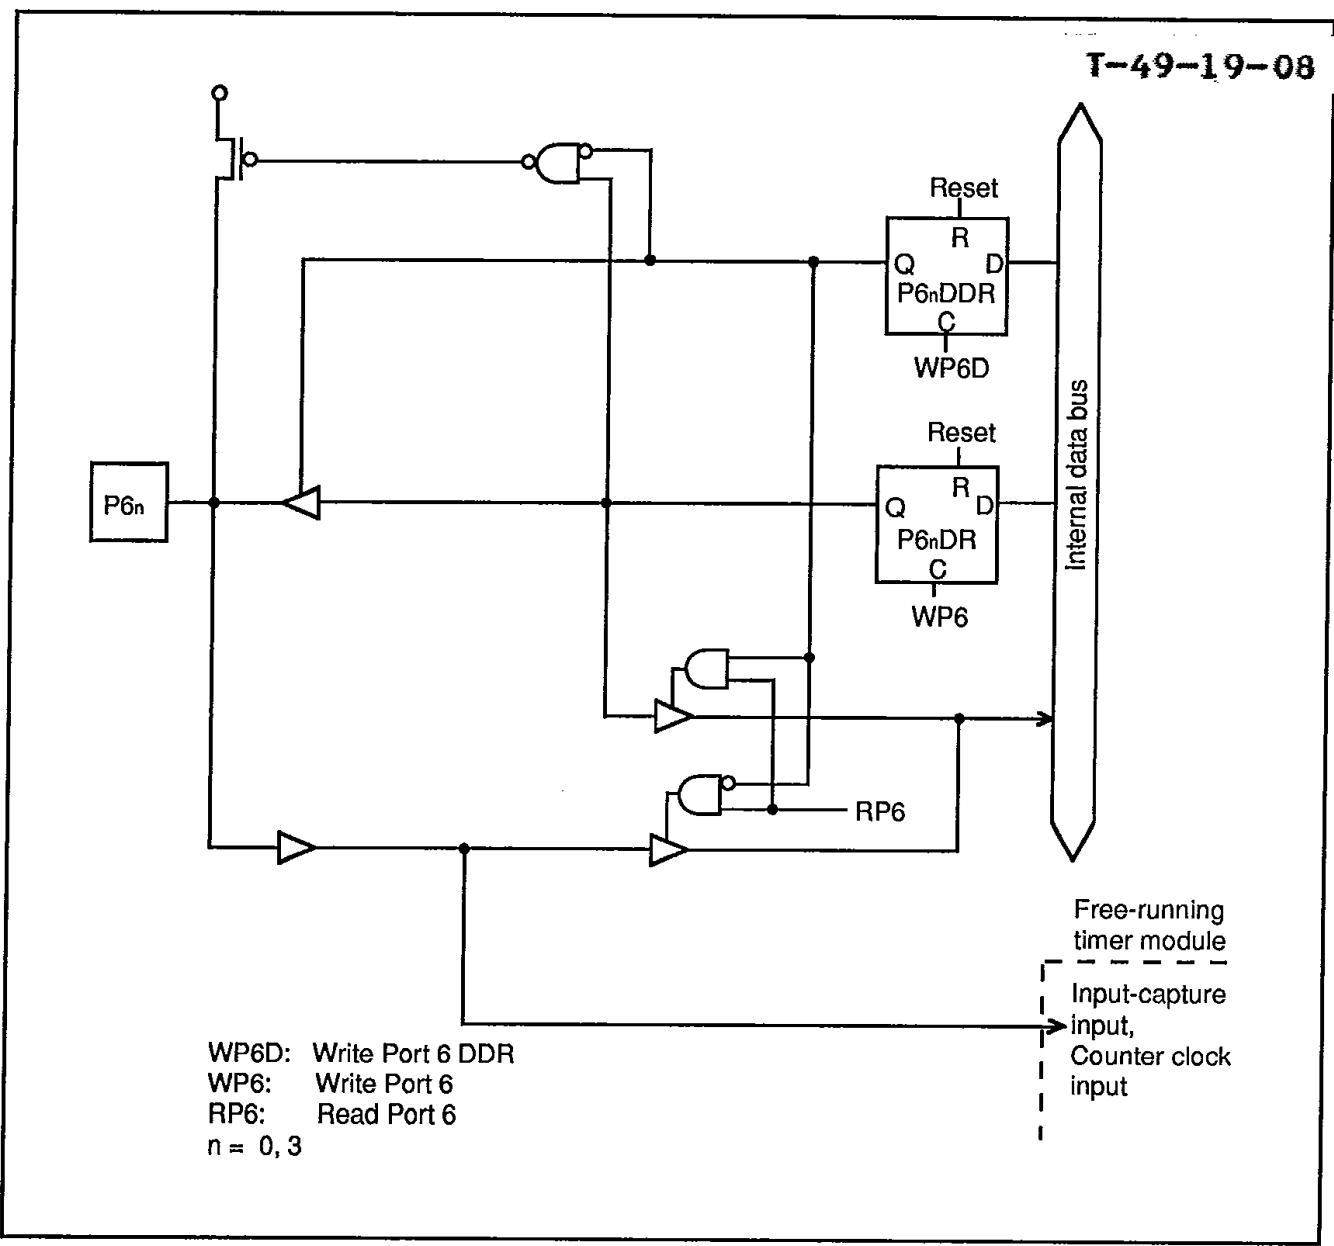 T-49-19-08
Reset
R
Q D
P6nDDR
C
WP6D
Reset
R
Q D
P6nDR
C
WP6
P6n
Internal data bus
RP6
Free-running
timer module
Input-capture
input,
Counter clock
input
WP6D: Write Port 6 DDR
WP6: Write Port 6
RP6: Read Port 6
n = 0, 3